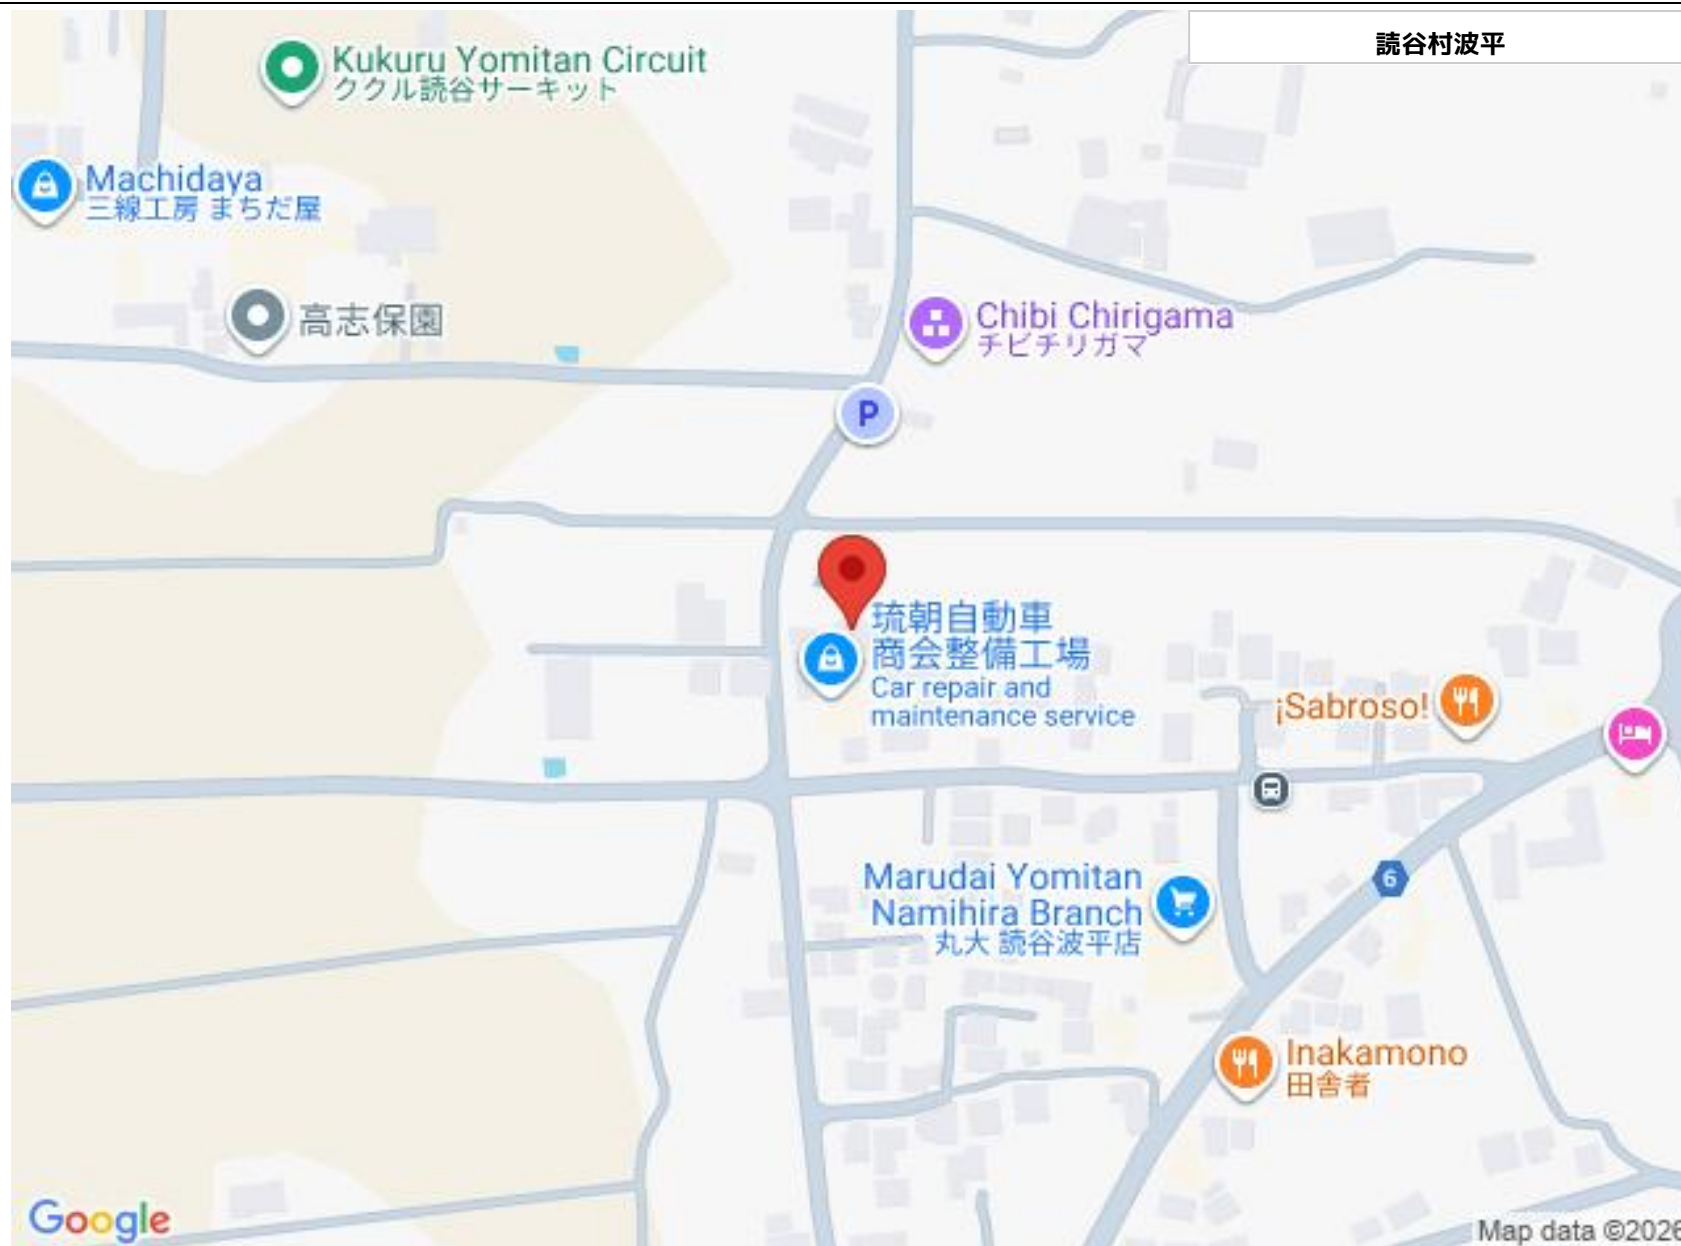 読谷村波平
Kukuru Yomitan Circuit
ククル読谷サーキット
Machidaya
三線工房 まちだ屋
高志保園
Chibi Chirigama
チビチリガマ
P
琉朝自動車
商会整備工場
Car repair and
maintenance service
¡Sabroso!
Marudai Yomitan
Namihira Branch
丸大 読谷波平店
6
Inakamono
田舎者
Google
Map data ©2026